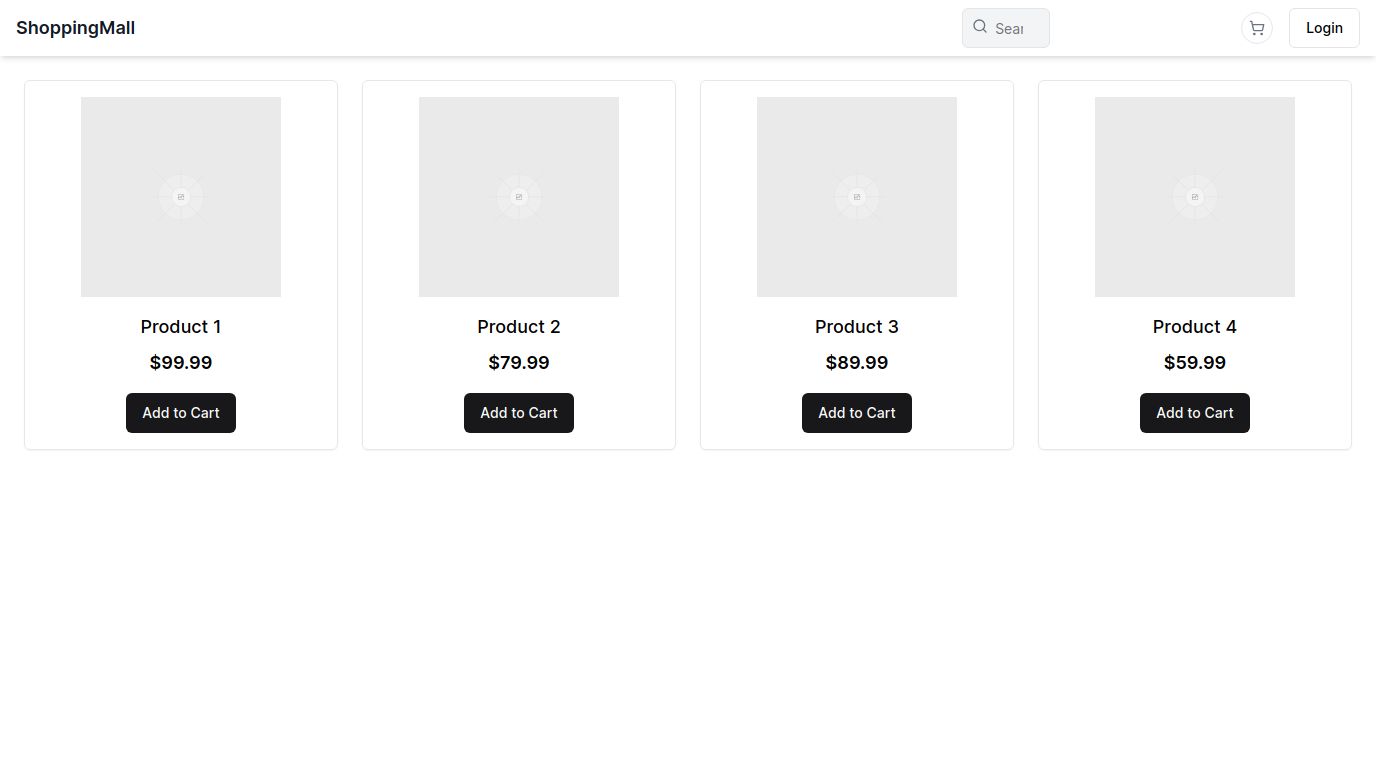 ShoppingMall
Sear
Login
Product 1
$99.99
Add to Cart
Product 2
$79.99
Add to Cart
Product 3
$89.99
Add to Cart
Product 4
$59.99
Add to Cart